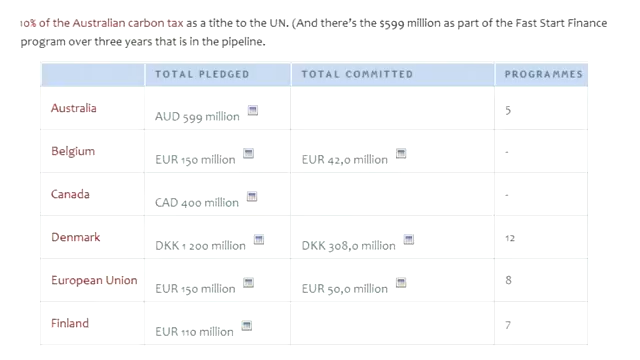 10% of the Australian carbon tax as a tithe to the UN. (And there's the $599 million as part of the Fast Start Finance
program over three years that is in the pipeline.
TOTAL PLEDGED TOTAL COMMITTED PROGRAMMES
Australia AUD 599 million 5
Belgium EUR 150 million EUR 42,0 million -
Canada CAD 400 million -
Denmark DKK 1 200 million DKK 308,0 million 12
European Union EUR 150 million EUR 50,0 million 8
Finland EUR 110 million 7